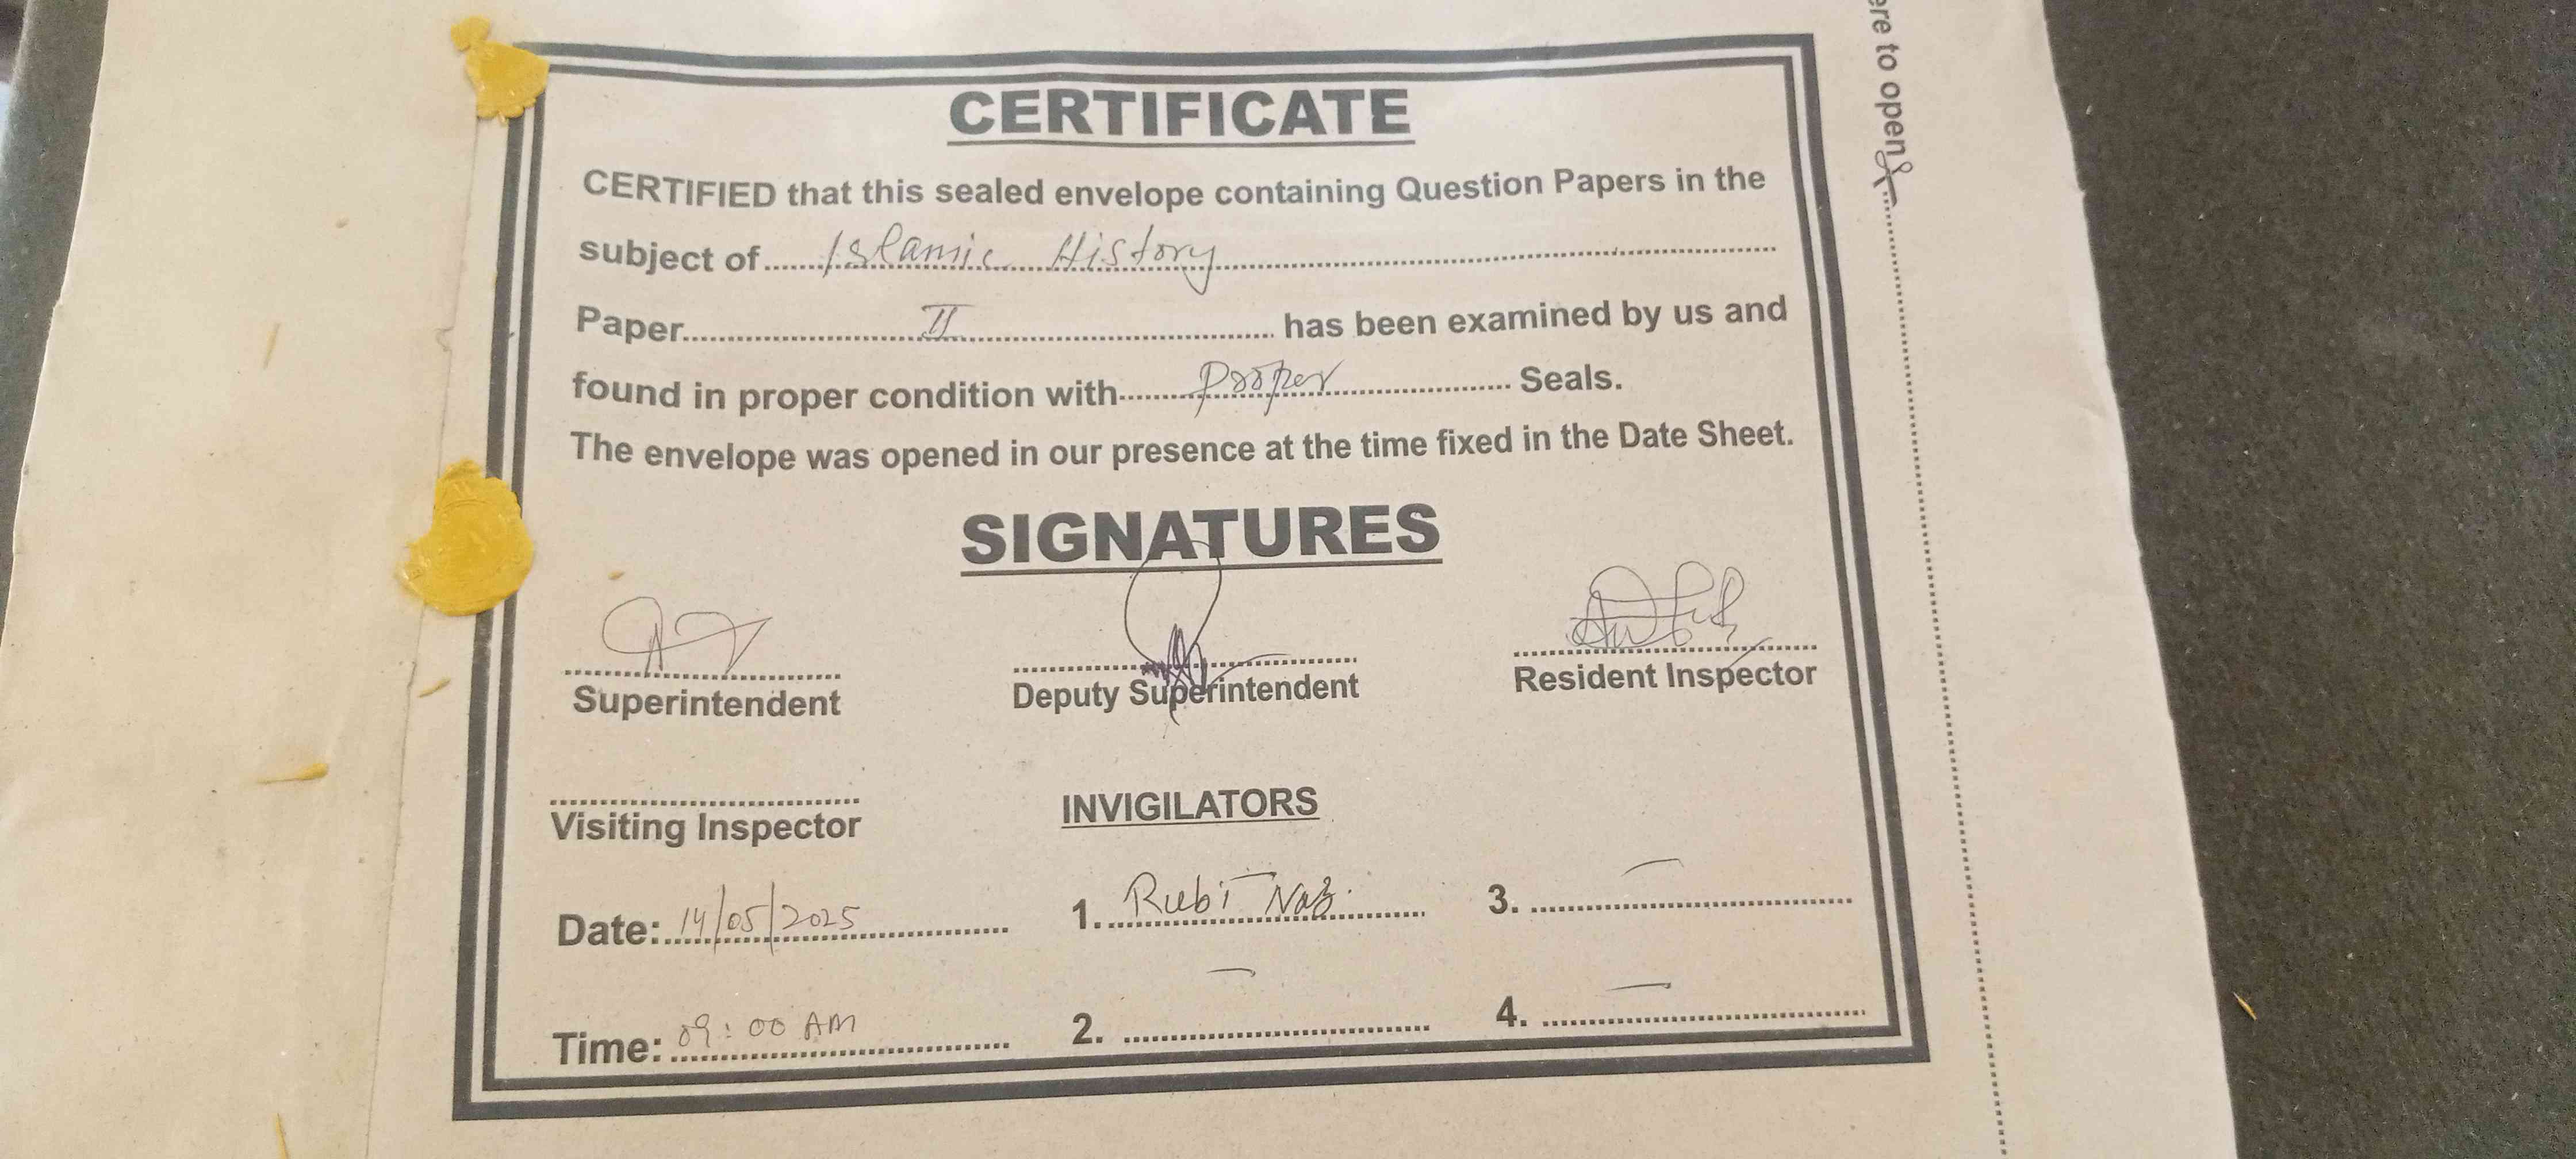 ere to open
CERTIFICATE
CERTIFIED that this sealed envelope containing Question Papers in the
subject of Islamic History
Paper II has been examined by us and
found in proper condition with Proper Seals.
The envelope was opened in our presence at the time fixed in the Date Sheet.
SIGNATURES
Superintendent Deputy Superintendent Resident Inspector
Visiting Inspector INVIGILATORS
Date: 14/05/2025 1. Rubi Naz. 3. —
Time: 09:00 AM 2. — 4. —